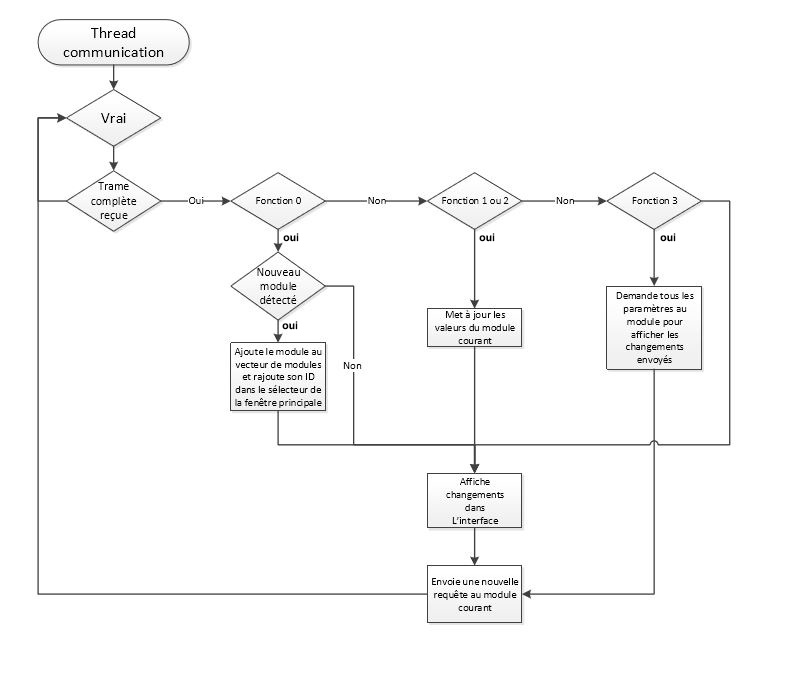 Thread
communication
Vrai
Trame
complète
reçue
Oui
Fonction 0
Non
Fonction 1 ou 2
Non
Fonction 3
oui
oui
oui
Nouveau
module
détecté
oui
Non
Ajoute le module au
vecteur de modules
et rajoute son ID
dans le sélecteur de
la fenêtre principale
Met à jour les
valeurs du module
courant
Demande tous les
paramètres au
module pour
afficher les
changements
envoyés
Affiche
changements
dans
L'interface
Envoie une nouvelle
requête au module
courant